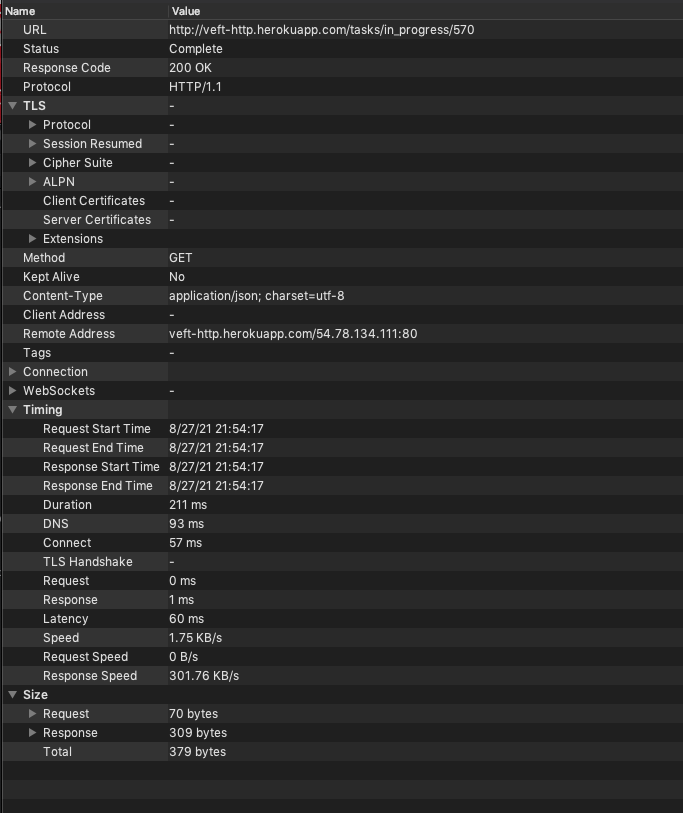 Name Value
URL http://veft-http.herokuapp.com/tasks/in_progress/570
Status Complete
Response Code 200 OK
Protocol HTTP/1.1
TLS -
Protocol -
Session Resumed -
Cipher Suite -
ALPN -
Client Certificates -
Server Certificates -
Extensions
Method GET
Kept Alive No
Content-Type application/json; charset=utf-8
Client Address -
Remote Address veft-http.herokuapp.com/54.78.134.111:80
Tags -
Connection
WebSockets -
Timing
Request Start Time 8/27/21 21:54:17
Request End Time 8/27/21 21:54:17
Response Start Time 8/27/21 21:54:17
Response End Time 8/27/21 21:54:17
Duration 211 ms
DNS 93 ms
Connect 57 ms
TLS Handshake -
Request 0 ms
Response 1 ms
Latency 60 ms
Speed 1.75 KB/s
Request Speed 0 B/s
Response Speed 301.76 KB/s
Size
Request 70 bytes
Response 309 bytes
Total 379 bytes